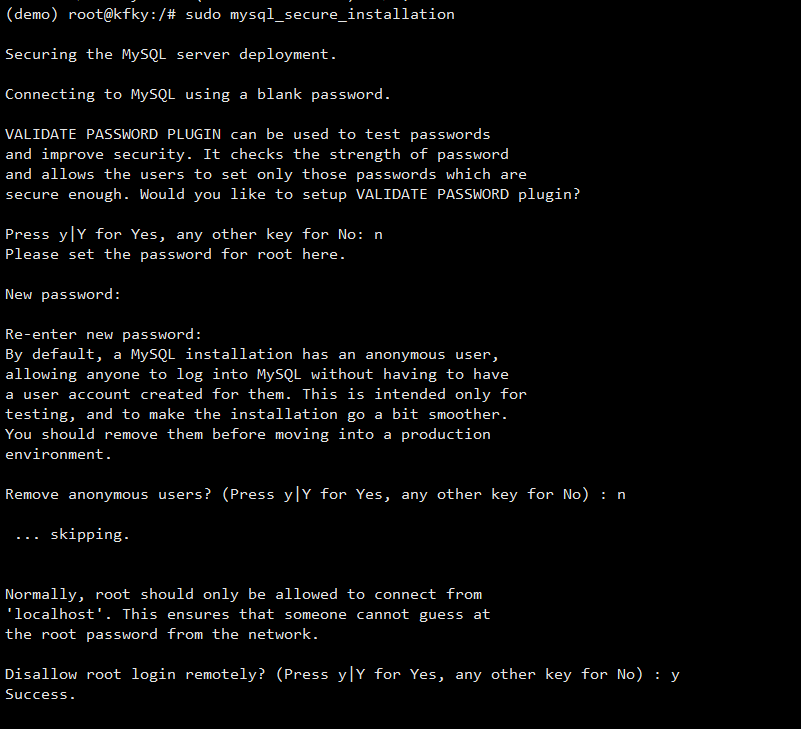 (demo) root@kfky:/# sudo mysql_secure_installation
Securing the MySQL server deployment.
Connecting to MySQL using a blank password.
VALIDATE PASSWORD PLUGIN can be used to test passwords
and improve security. It checks the strength of password
and allows the users to set only those passwords which are
secure enough. Would you like to setup VALIDATE PASSWORD plugin?
Press y|Y for Yes, any other key for No: n
Please set the password for root here.
New password:
Re-enter new password:
By default, a MySQL installation has an anonymous user,
allowing anyone to log into MySQL without having to have
a user account created for them. This is intended only for
testing, and to make the installation go a bit smoother.
You should remove them before moving into a production
environment.
Remove anonymous users? (Press y|Y for Yes, any other key for No) : n
... skipping.
Normally, root should only be allowed to connect from
'localhost'. This ensures that someone cannot guess at
the root password from the network.
Disallow root login remotely? (Press y|Y for Yes, any other key for No) : y
Success.